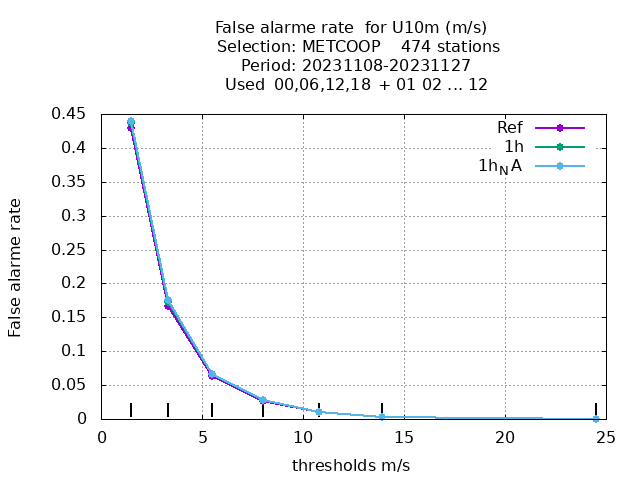 False alarme rate  for U10m (m/s)
Selection: METCOOP    474 stations
Period: 20231108-20231127
Used  00,06,12,18  + 01 02 ... 12
Ref
1h
1hNA
False alarme rate
0.45
0.4
0.35
0.3
0.25
0.2
0.15
0.1
0.05
0
0 5 10 15 20 25
thresholds m/s